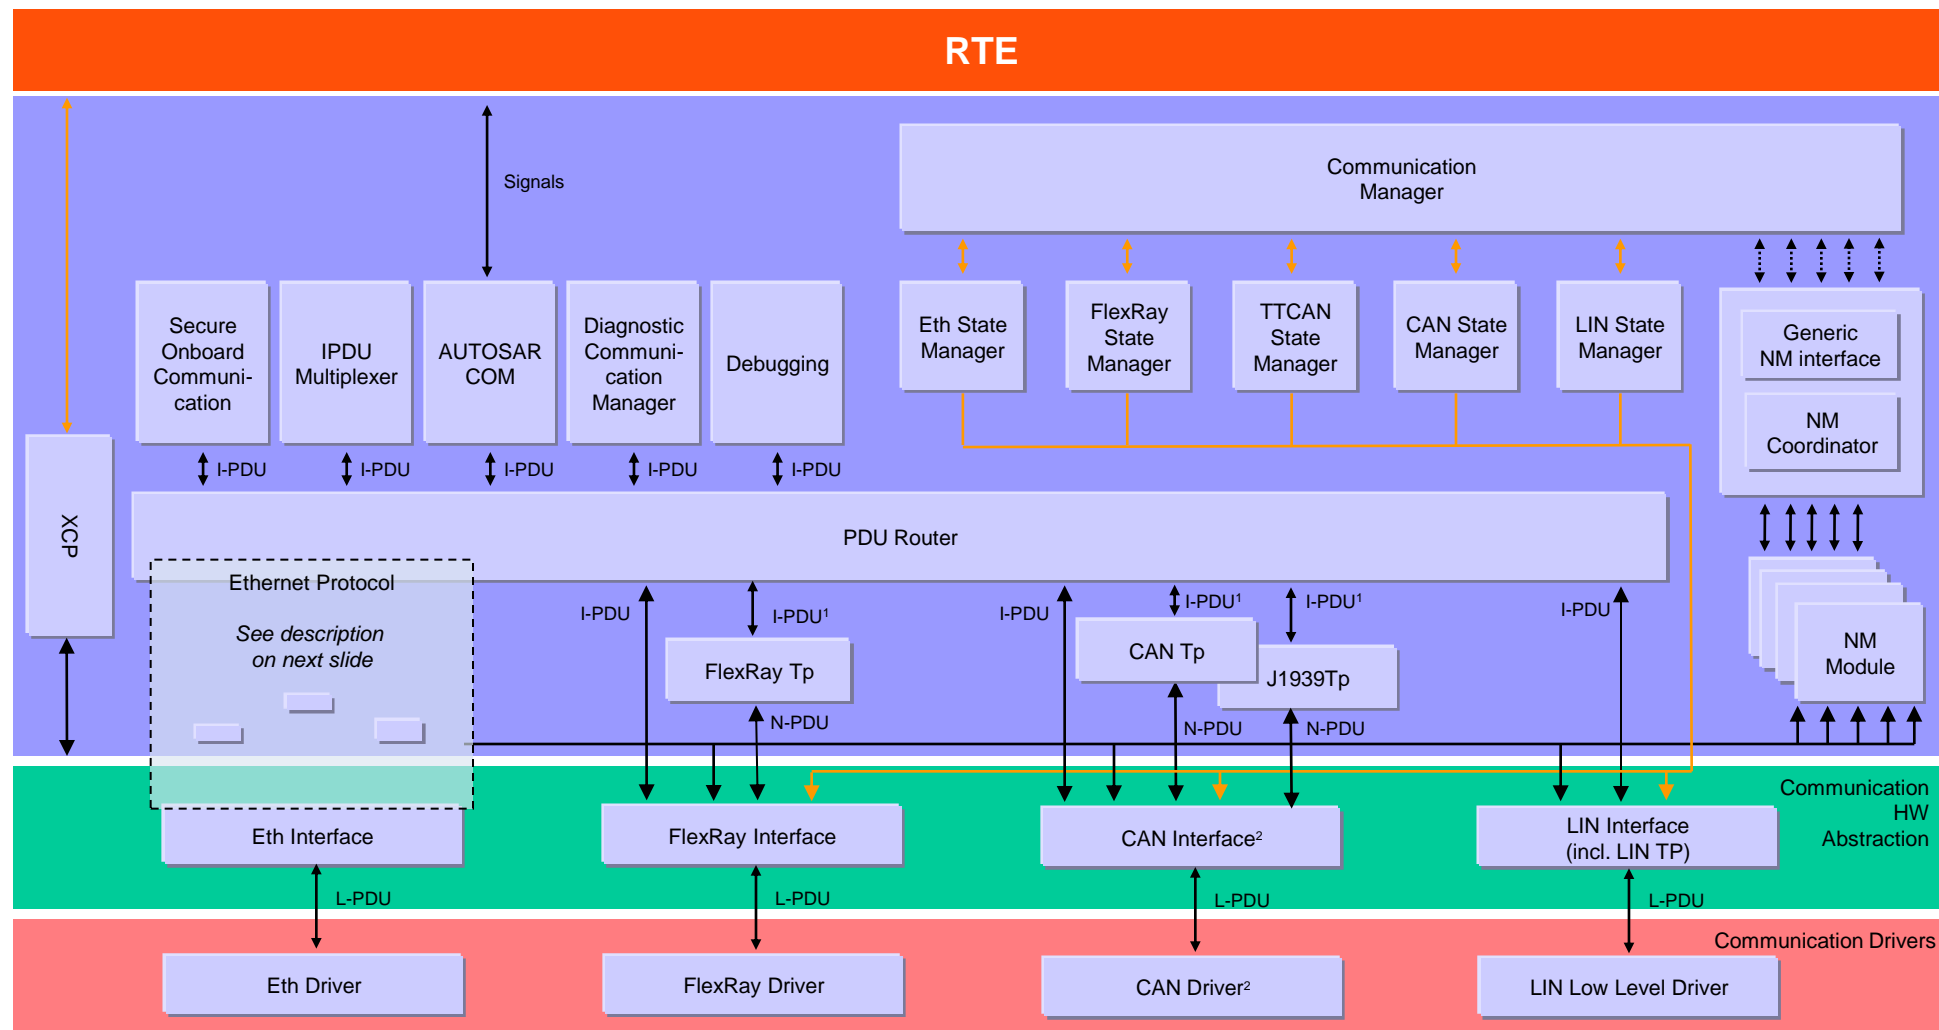 RTE
Signals
Communication
Manager
Secure
Onboard
Communi-
cation
IPDU
Multiplexer
AUTOSAR
COM
Diagnostic
Communi-
cation
Manager
Debugging
Eth State
Manager
FlexRay
State
Manager
TTCAN
State
Manager
CAN State
Manager
LIN State
Manager
Generic
NM interface
NM
Coordinator
I-PDU
I-PDU
I-PDU
I-PDU
I-PDU
XCP
PDU Router
Ethernet Protocol
See description
on next slide
I-PDU
I-PDU¹
I-PDU
I-PDU¹
I-PDU¹
I-PDU
FlexRay Tp
CAN Tp
J1939Tp
NM
Module
N-PDU
N-PDU
N-PDU
Communication
HW
Abstraction
Eth Interface
FlexRay Interface
CAN Interface²
LIN Interface
(incl. LIN TP)
L-PDU
L-PDU
L-PDU
L-PDU
Communication Drivers
Eth Driver
FlexRay Driver
CAN Driver²
LIN Low Level Driver